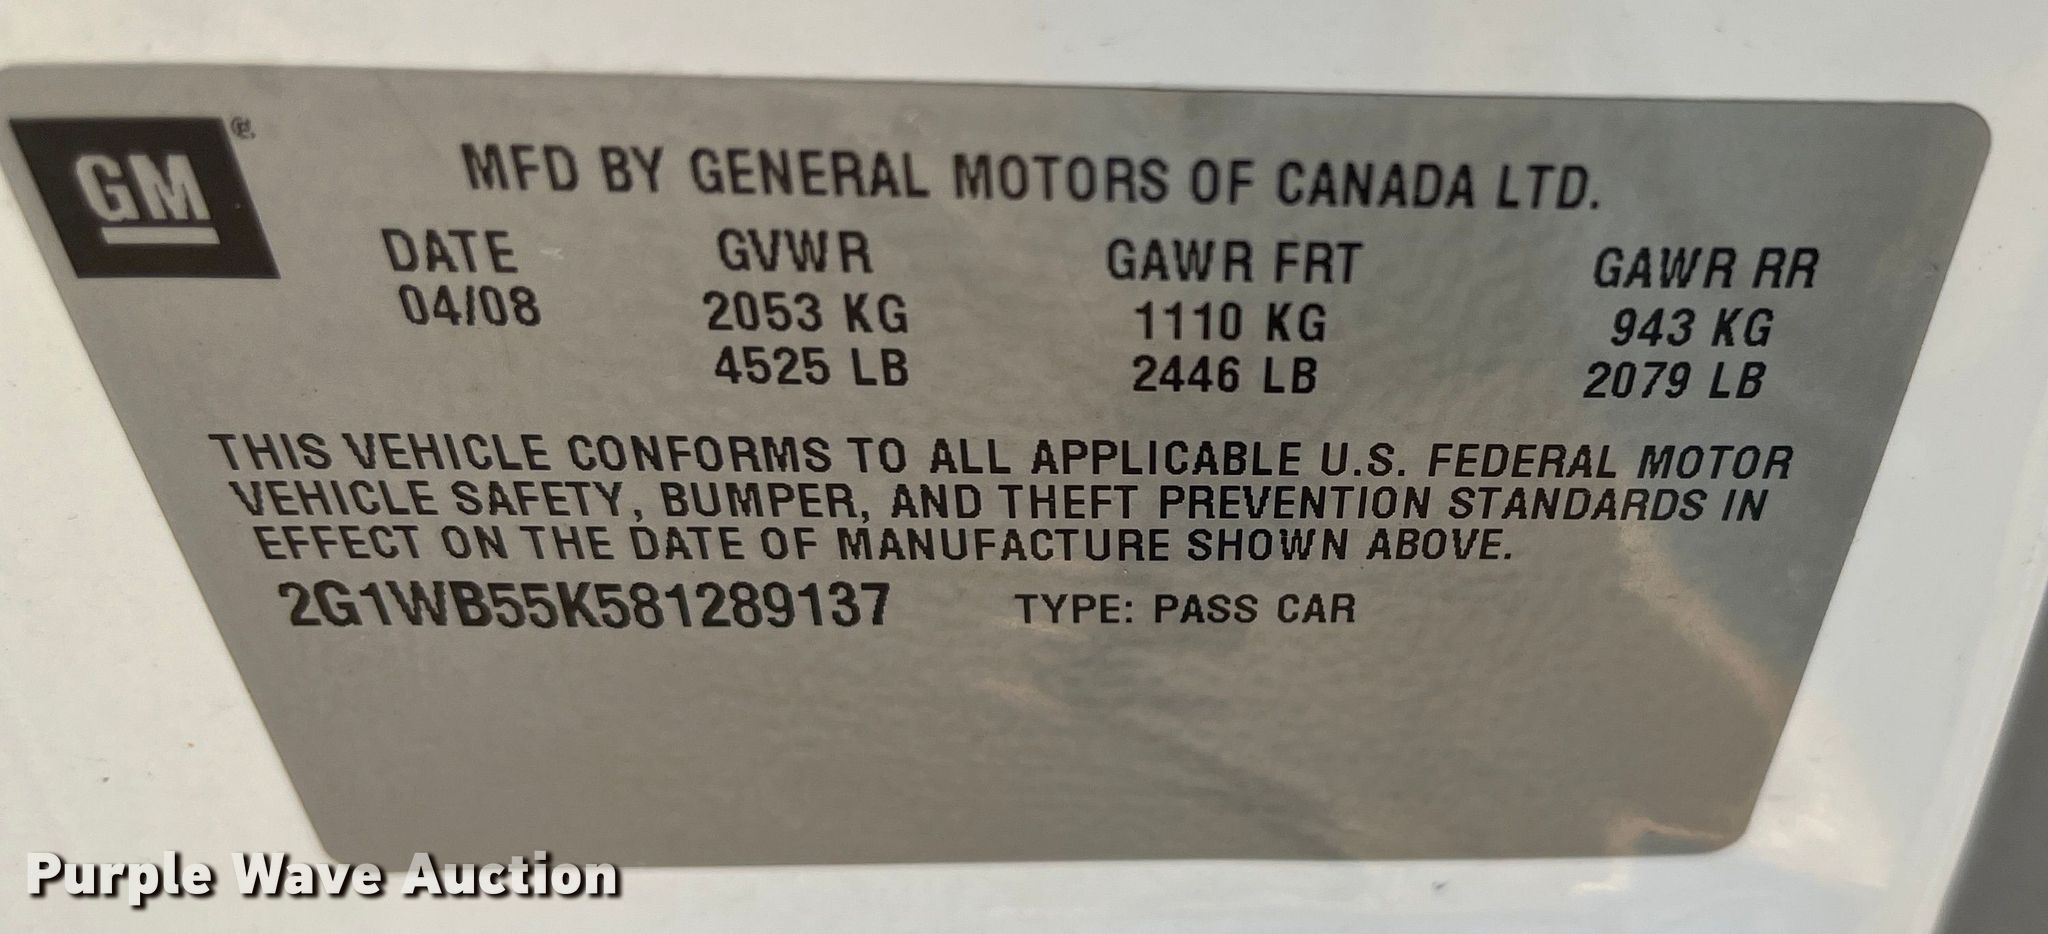 GM ®
MFD BY GENERAL MOTORS OF CANADA LTD.
DATE GVWR GAWR FRT GAWR RR
04/08 2053 KG 1110 KG 943 KG
4525 LB 2446 LB 2079 LB
THIS VEHICLE CONFORMS TO ALL APPLICABLE U.S. FEDERAL MOTOR
VEHICLE SAFETY, BUMPER, AND THEFT PREVENTION STANDARDS IN
EFFECT ON THE DATE OF MANUFACTURE SHOWN ABOVE.
2G1WB55K581289137 TYPE: PASS CAR
Purple Wave Auction